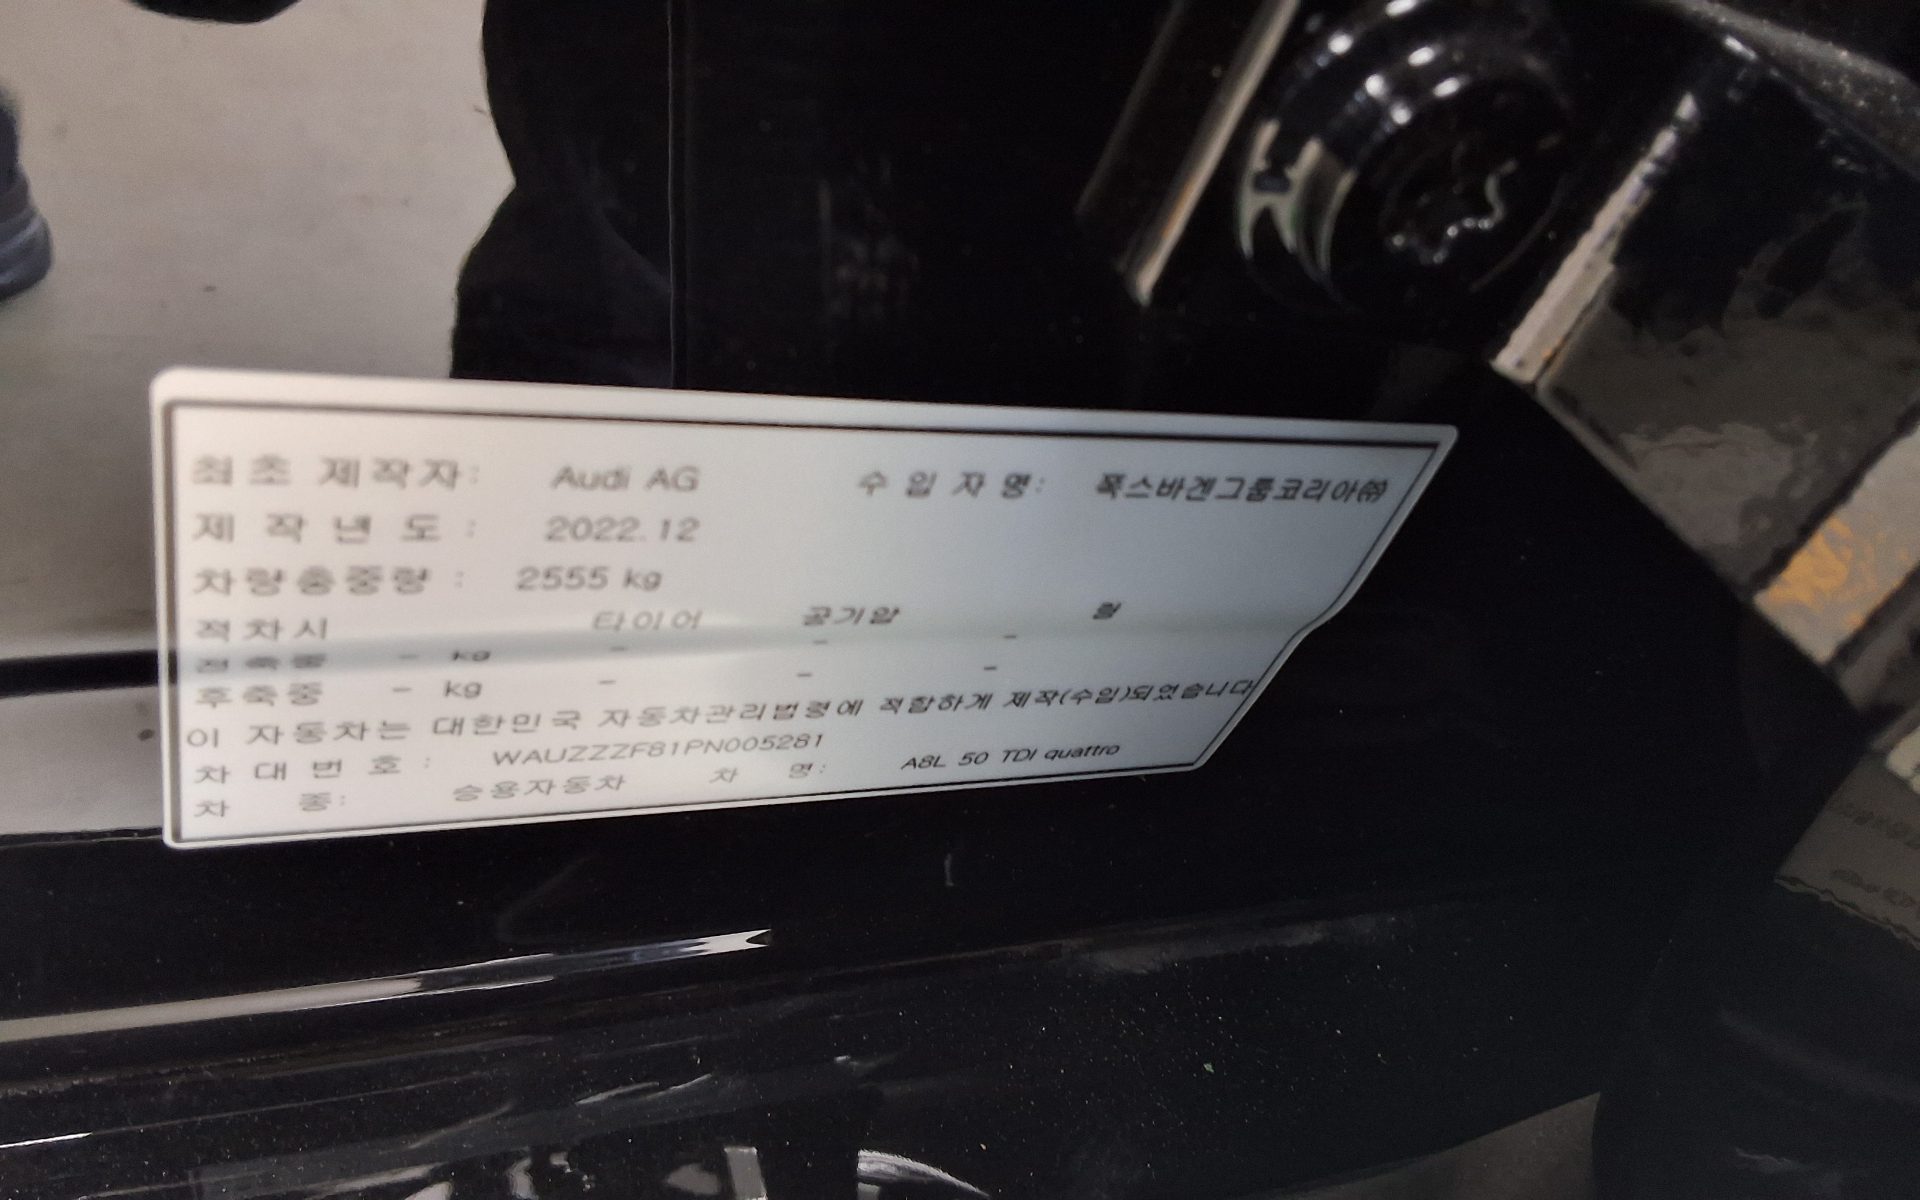 최초 제작자: Audi AG 수 입 자 명: 폭스바겐그룹코리아㈜
제 작 년 도 : 2022.12
차량총중량 : 2555 kg
적차시 타이어 공기압 림
전축중 - kg - - -
후축중 - kg - - -
이 자동차는 대한민국 자동차관리법령에 적합하게 제작(수입)되었습니다
차 대 번 호 : WAUZZZF81PN005281
차 종: 승용자동차 차 명: A8L 50 TDI quattro